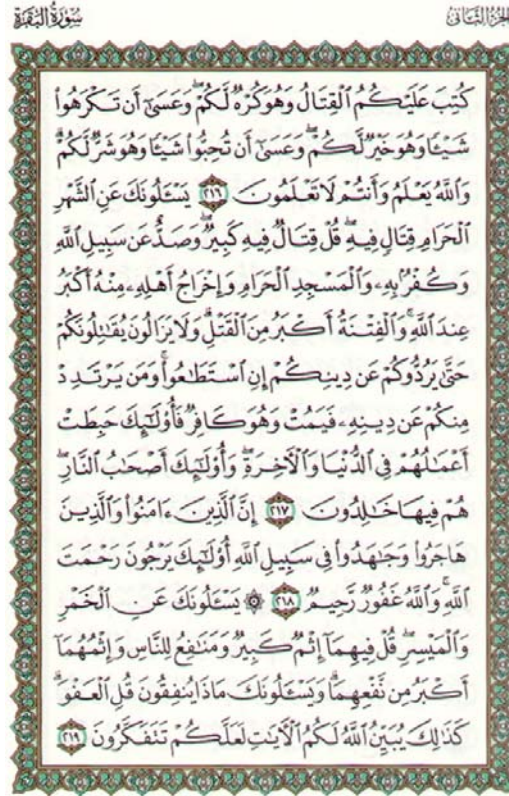 الجزء الثاني
سورة البقرة
كُتِبَ عَلَيْكُمُ ٱلْقِتَالُ وَهُوَ كُرْهٌ لَّكُمْ ۖ وَعَسَىٰٓ أَن تَكْرَهُوا۟
شَيْـًٔا وَهُوَ خَيْرٌ لَّكُمْ ۖ وَعَسَىٰٓ أَن تُحِبُّوا۟ شَيْـًٔا وَهُوَ شَرٌّ لَّكُمْ ۗ
وَٱللَّهُ يَعْلَمُ وَأَنتُمْ لَا تَعْلَمُونَ ٢١٦ يَسْـَٔلُونَكَ عَنِ ٱلشَّهْرِ
ٱلْحَرَامِ قِتَالٍ فِيهِ ۖ قُلْ قِتَالٌ فِيهِ كَبِيرٌ ۖ وَصَدٌّ عَن سَبِيلِ ٱللَّهِ
وَكُفْرٌۢ بِهِۦ وَٱلْمَسْجِدِ ٱلْحَرَامِ وَإِخْرَاجُ أَهْلِهِۦ مِنْهُ أَكْبَرُ
عِندَ ٱللَّهِ ۚ وَٱلْفِتْنَةُ أَكْبَرُ مِنَ ٱلْقَتْلِ ۗ وَلَا يَزَالُونَ يُقَـٰتِلُونَكُمْ
حَتَّىٰ يَرُدُّوكُمْ عَن دِينِكُمْ إِنِ ٱسْتَطَـٰعُوا۟ ۚ وَمَن يَرْتَدِدْ
مِنكُمْ عَن دِينِهِۦ فَيَمُتْ وَهُوَ كَافِرٌ فَأُو۟لَـٰٓئِكَ حَبِطَتْ
أَعْمَـٰلُهُمْ فِى ٱلدُّنْيَا وَٱلْـَٔاخِرَةِ ۖ وَأُو۟لَـٰٓئِكَ أَصْحَـٰبُ ٱلنَّارِ ۖ
هُمْ فِيهَا خَـٰلِدُونَ ٢١٧ إِنَّ ٱلَّذِينَ ءَامَنُوا۟ وَٱلَّذِينَ
هَاجَرُوا۟ وَجَـٰهَدُوا۟ فِى سَبِيلِ ٱللَّهِ أُو۟لَـٰٓئِكَ يَرْجُونَ رَحْمَتَ
ٱللَّهِ ۚ وَٱللَّهُ غَفُورٌ رَّحِيمٌ ٢١٨ ۞ يَسْـَٔلُونَكَ عَنِ ٱلْخَمْرِ
وَٱلْمَيْسِرِ ۖ قُلْ فِيهِمَآ إِثْمٌ كَبِيرٌ وَمَنَـٰفِعُ لِلنَّاسِ وَإِثْمُهُمَآ
أَكْبَرُ مِن نَّفْعِهِمَا ۗ وَيَسْـَٔلُونَكَ مَاذَا يُنفِقُونَ قُلِ ٱلْعَفْوَ ۗ
كَذَٰلِكَ يُبَيِّنُ ٱللَّهُ لَكُمُ ٱلْـَٔايَـٰتِ لَعَلَّكُمْ تَتَفَكَّرُونَ ٢١٩